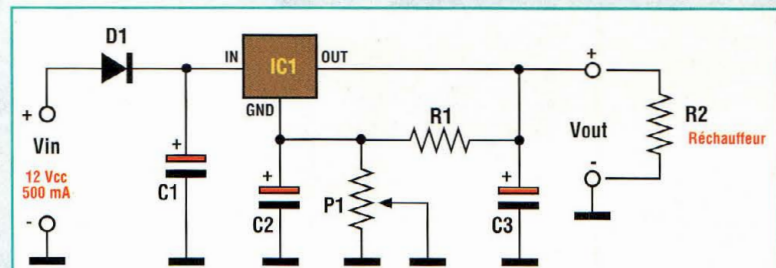 D1
IN
IC1
OUT
GND
+
R1
+
Vin
12 Vcc
500 mA
-
+
C1
+
C2
P1
+
C3
Vout
-
R2
Réchauffeur